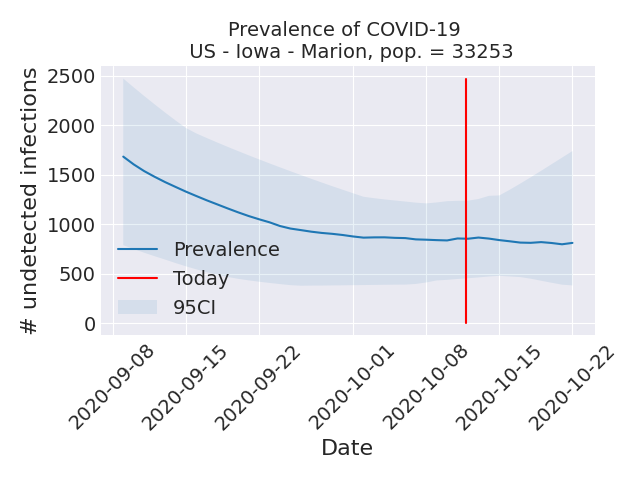 Prevalence of COVID-19
US - Iowa - Marion, pop. = 33253
# undetected infections
2500
2000
1500
1000
500
0
Prevalence
Today
95CI
2020-09-08
2020-09-15
2020-09-22
2020-10-01
2020-10-08
2020-10-15
2020-10-22
Date